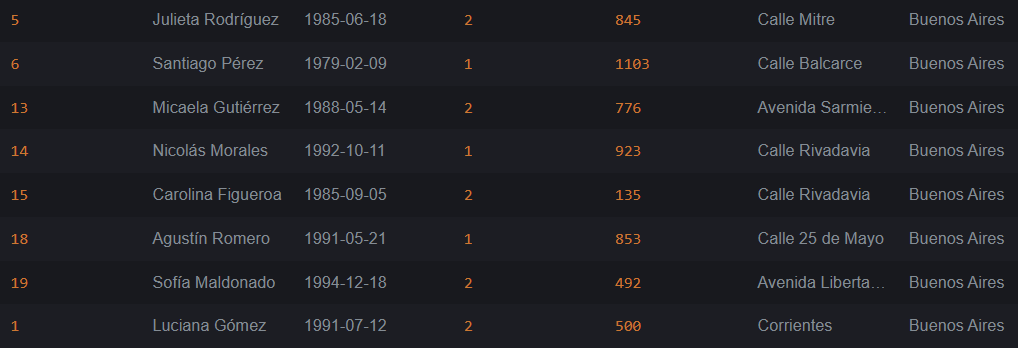 5 Julieta Rodríguez 1985-06-18 2 845 Calle Mitre Buenos Aires
6 Santiago Pérez 1979-02-09 1 1103 Calle Balcarce Buenos Aires
13 Micaela Gutiérrez 1988-05-14 2 776 Avenida Sarmie... Buenos Aires
14 Nicolás Morales 1992-10-11 1 923 Calle Rivadavia Buenos Aires
15 Carolina Figueroa 1985-09-05 2 135 Calle Rivadavia Buenos Aires
18 Agustín Romero 1991-05-21 1 853 Calle 25 de Mayo Buenos Aires
19 Sofía Maldonado 1994-12-18 2 492 Avenida Liberta... Buenos Aires
1 Luciana Gómez 1991-07-12 2 500 Corrientes Buenos Aires